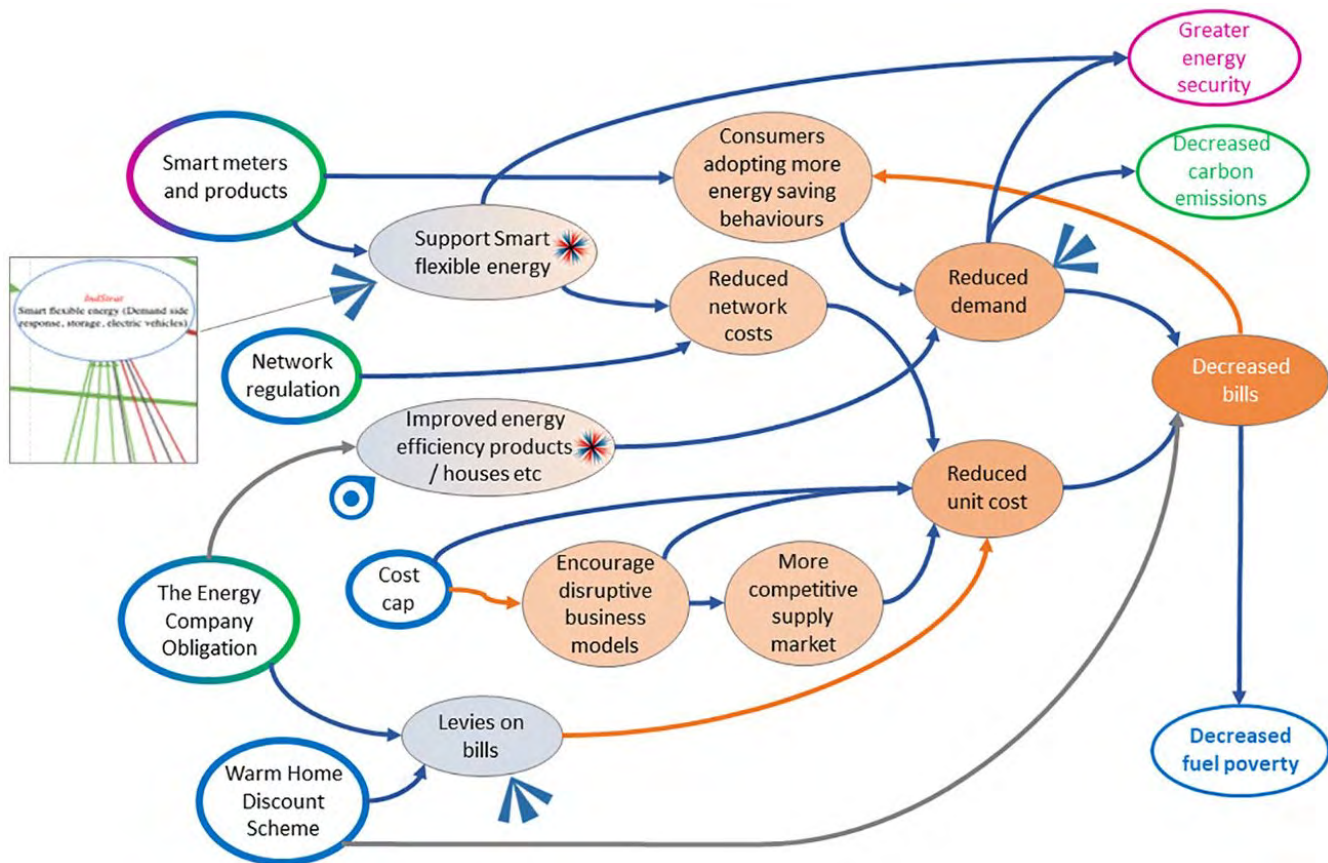 Greater
energy
security
Smart meters
and products
Consumers
adopting more
energy saving
behaviours
Decreased
carbon
emissions
Support Smart
flexible energy
IndStrat
Smart flexible energy (Demand side
response, storage, electric vehicles)
Reduced
network
costs
Reduced
demand
Network
regulation
Decreased
bills
Improved energy
efficiency products
/ houses etc
Reduced
unit cost
Cost
cap
Encourage
disruptive
business
models
More
competitive
supply
market
The Energy
Company
Obligation
Levies on
bills
Warm Home
Discount
Scheme
Decreased
fuel poverty